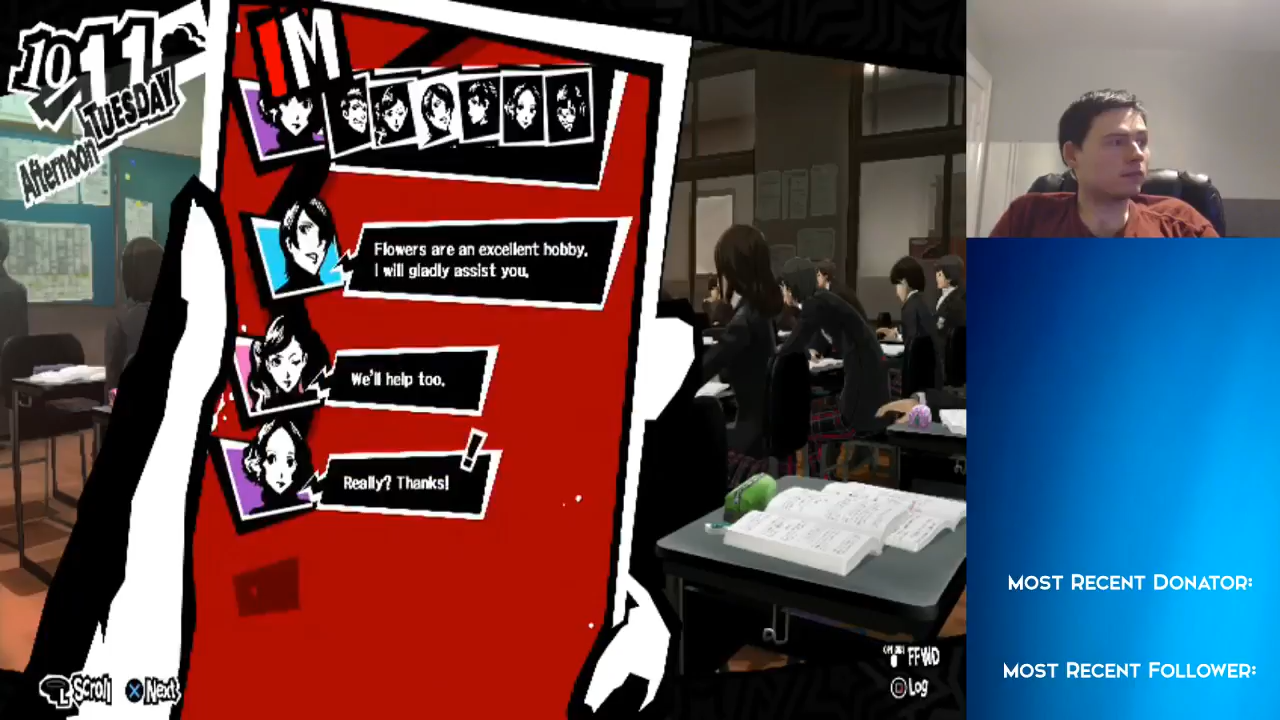 10 11
TUESDAY
Afternoon
IM
Flowers are an excellent hobby.
I will gladly assist you.
We'll help too.
Really? Thanks!
Scroll
Next
FFWD
Log
MOST RECENT DONATOR:
MOST RECENT FOLLOWER: